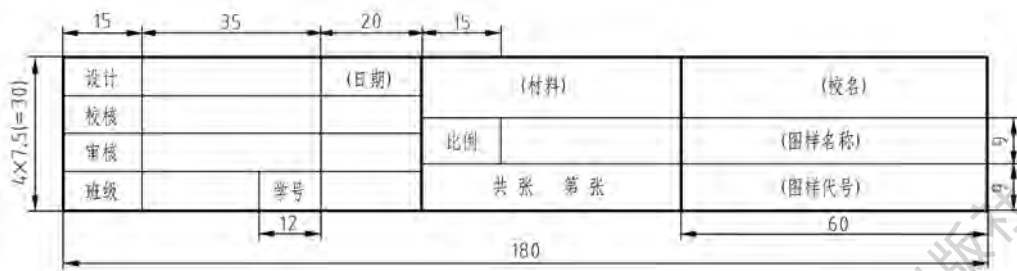 15 35 20 15
设计 (日期) (材料) (校名)
校核
比例 (图样名称) 9
审核
班级 学号 共 张 第 张 (图样代号) 9
4×7.5(=30)
12 60
180
版社